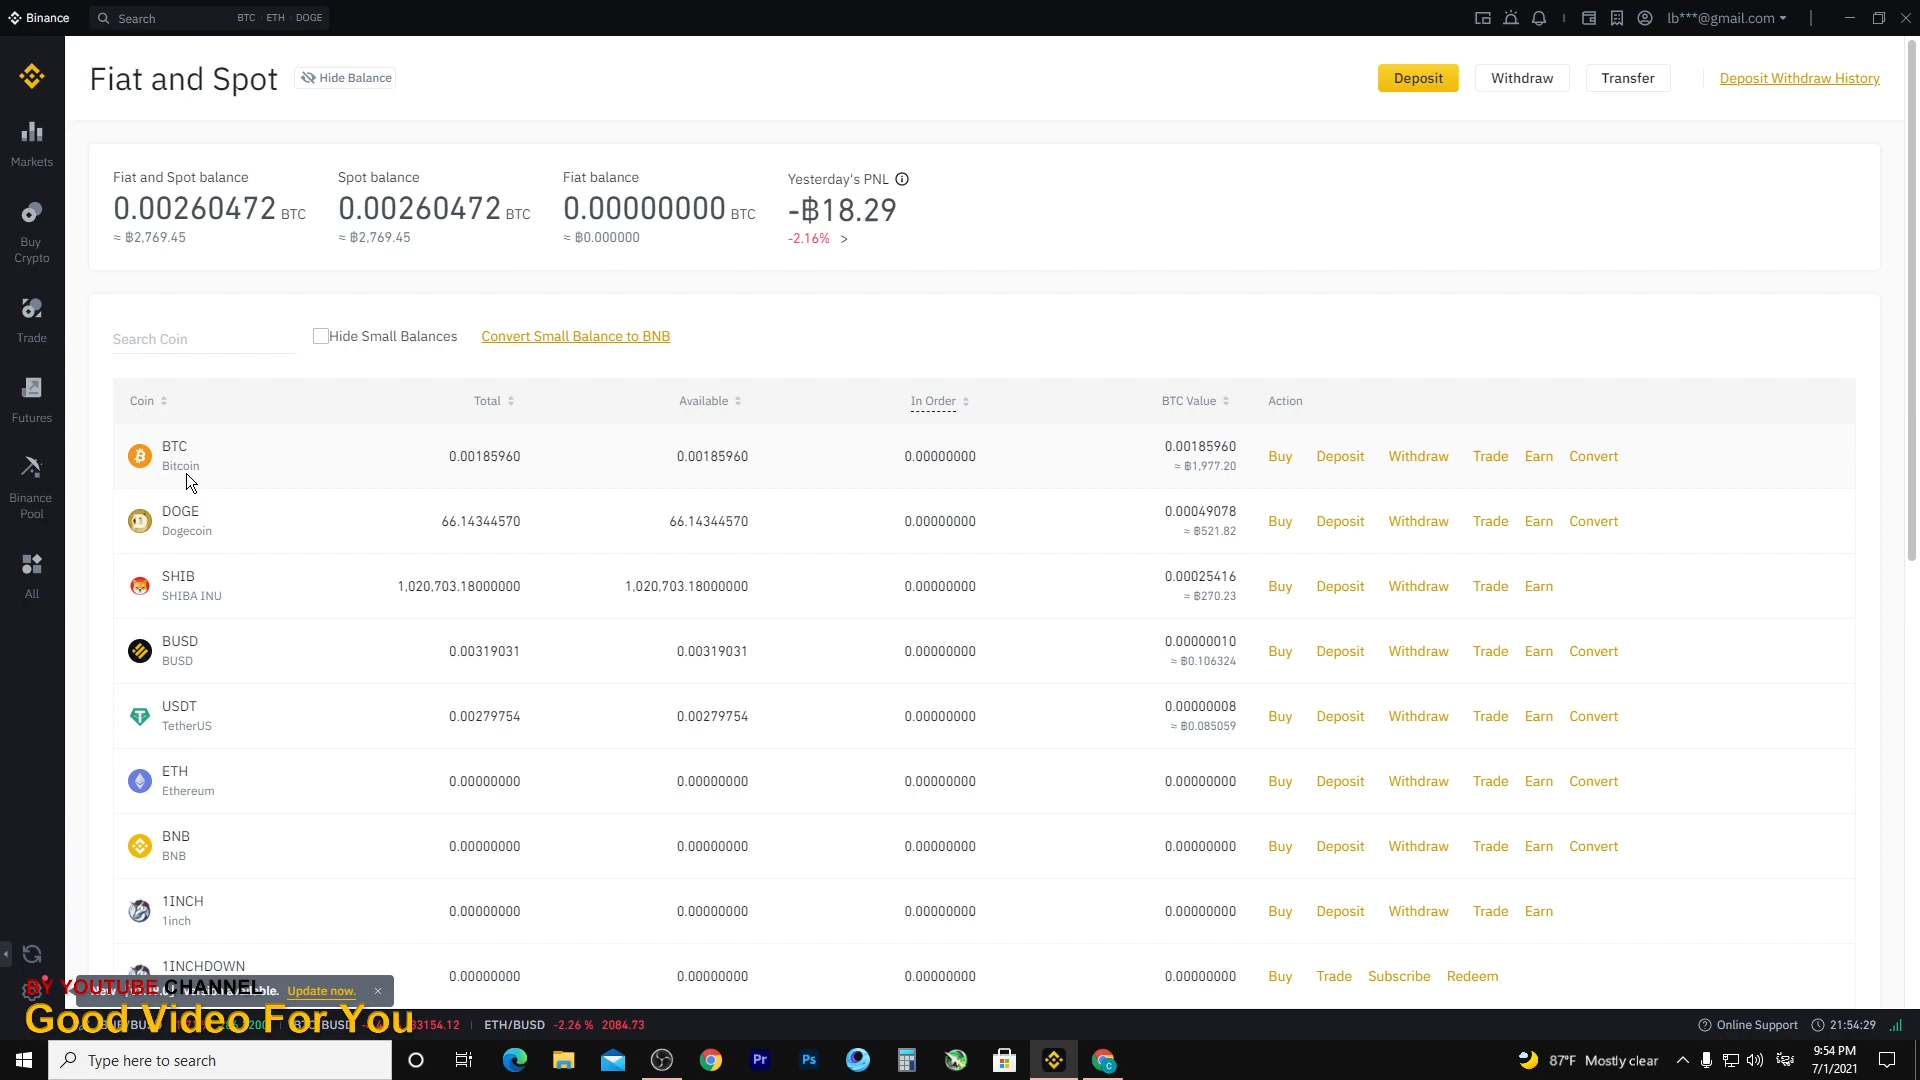 Binance
Search BTC ETH DOGE
lb***@gmail.com
Fiat and Spot
Hide Balance
Deposit
Withdraw
Transfer
Deposit Withdraw History
Markets
Buy
Crypto
Trade
Futures
Binance
Pool
All
Fiat and Spot balance
0.00260472 BTC
≈ ฿2,769.45
Spot balance
0.00260472 BTC
≈ ฿2,769.45
Fiat balance
0.00000000 BTC
≈ ฿0.000000
Yesterday's PNL
-฿18.29
-2.16% >
Search Coin
Hide Small Balances
Convert Small Balance to BNB
Coin Total Available In Order BTC Value Action
BTC
Bitcoin
0.00185960 0.00185960 0.00000000 0.00185960
≈ ฿1,977.20
Buy Deposit Withdraw Trade Earn Convert
DOGE
Dogecoin
66.14344570 66.14344570 0.00000000 0.00049078
≈ ฿521.82
Buy Deposit Withdraw Trade Earn Convert
SHIB
SHIBA INU
1,020,703.18000000 1,020,703.18000000 0.00000000 0.00025416
≈ ฿270.23
Buy Deposit Withdraw Trade Earn
BUSD
BUSD
0.00319031 0.00319031 0.00000000 0.00000010
≈ ฿0.106324
Buy Deposit Withdraw Trade Earn Convert
USDT
TetherUS
0.00279754 0.00279754 0.00000000 0.00000008
≈ ฿0.085059
Buy Deposit Withdraw Trade Earn Convert
ETH
Ethereum
0.00000000 0.00000000 0.00000000 0.00000000
Buy Deposit Withdraw Trade Earn Convert
BNB
BNB
0.00000000 0.00000000 0.00000000 0.00000000
Buy Deposit Withdraw Trade Earn Convert
1INCH
1inch
0.00000000 0.00000000 0.00000000 0.00000000
Buy Deposit Withdraw Trade Earn
1INCHDOWN
0.00000000 0.00000000 0.00000000 0.00000000
Buy Trade Subscribe Redeem
BY YOUTUBE CHANNEL
Update now.
Good Video For You
ETH/BUSD -2.26 % 2084.73
Online Support
21:54:29
Type here to search
Pr
Ps
87°F Mostly clear
9:54 PM
7/1/2021